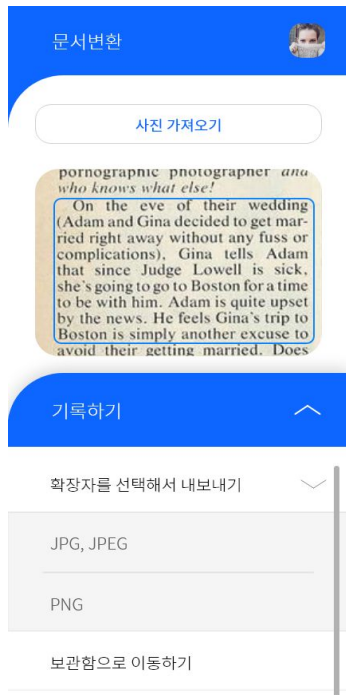 문서변환
사진 가져오기
pornographic photographer and
who knows what else!
On the eve of their wedding
(Adam and Gina decided to get mar-
ried right away without any fuss or
complications), Gina tells Adam
that since Judge Lowell is sick,
she's going to go to Boston for a time
to be with him. Adam is quite upset
by the news. He feels Gina's trip to
Boston is simply another excuse to
avoid their getting married. Does
기록하기
확장자를 선택해서 내보내기
JPG, JPEG
PNG
보관함으로 이동하기